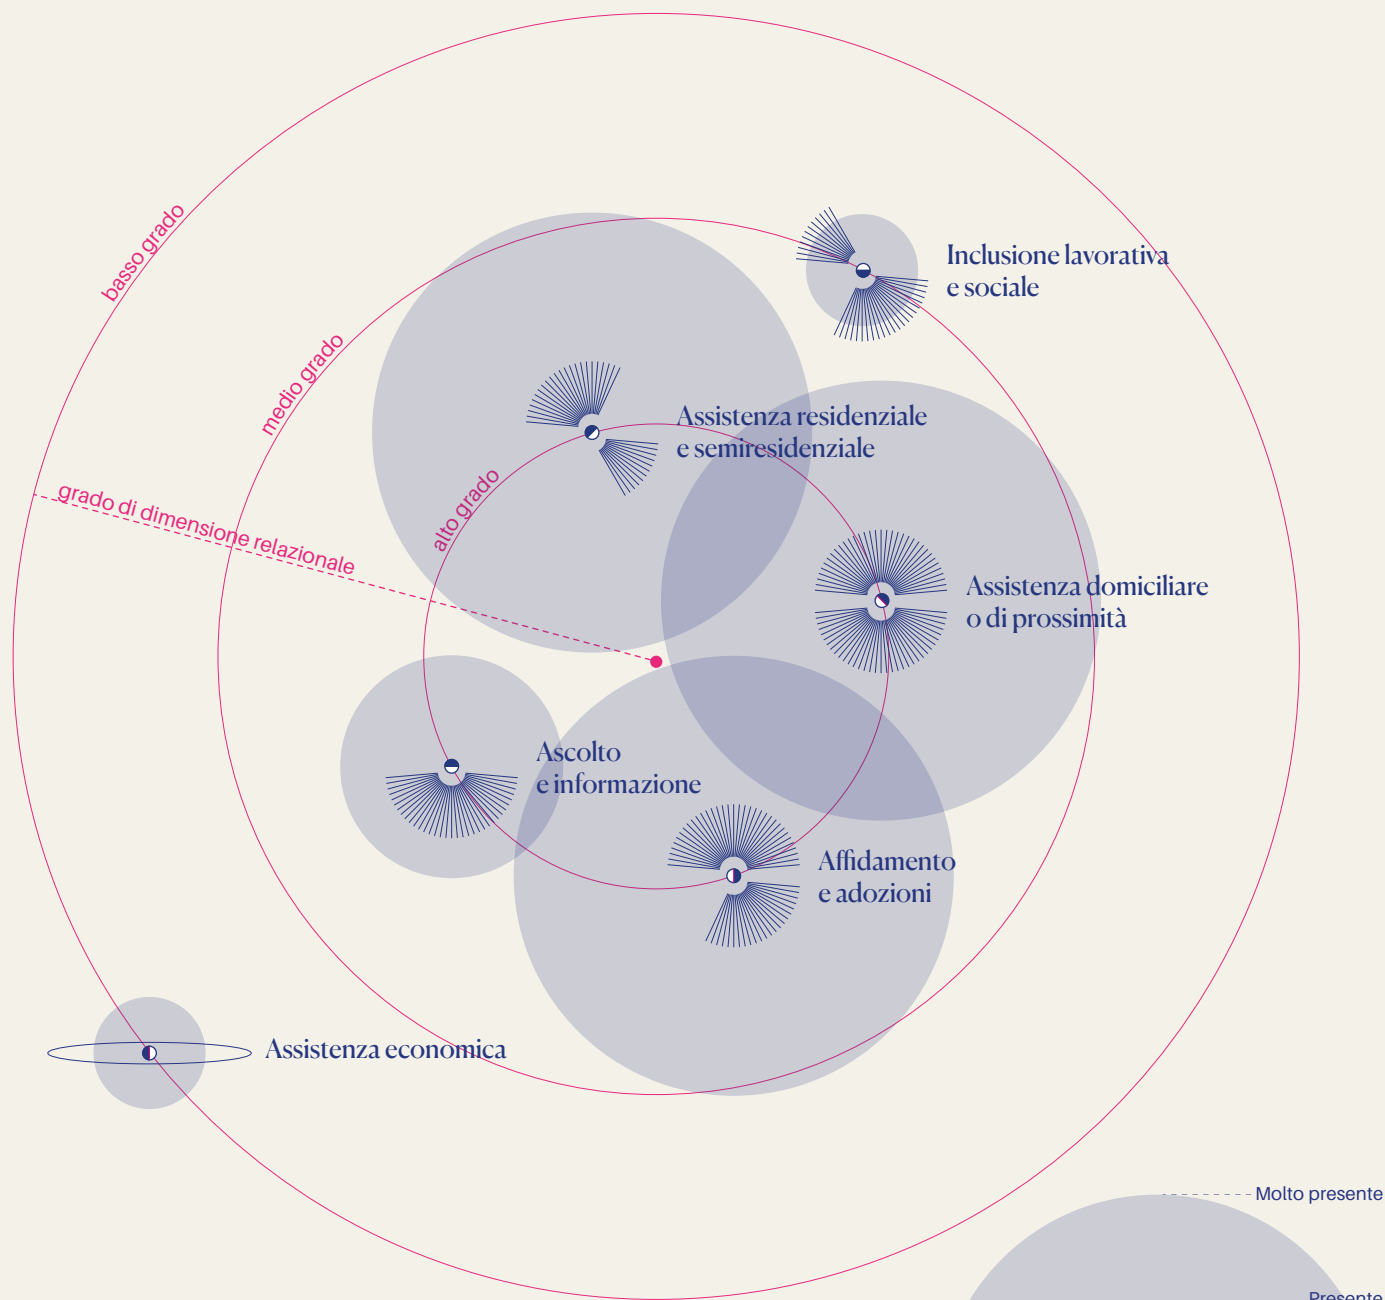 basso grado
medio grado
alto grado
grado di dimensione relazionale
Inclusione lavorativa
e sociale
Assistenza residenziale
e semiresidenziale
Assistenza domiciliare
o di prossimità
Ascolto
e informazione
Affidamento
e adozioni
Assistenza economica
Molto presente
Presente